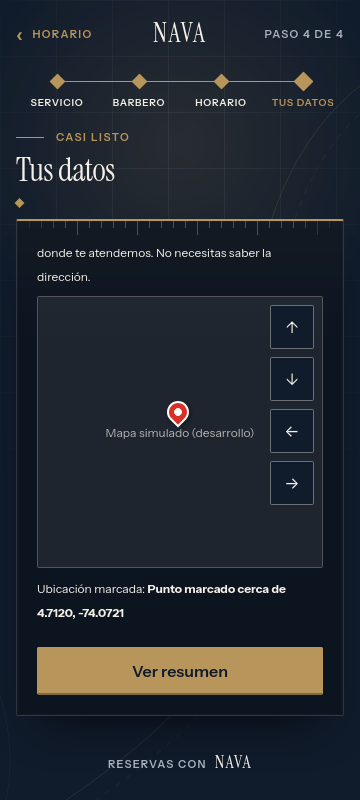 ‹ HORARIO NAVA PASO 4 DE 4
SERVICIO BARBERO HORARIO TUS DATOS
CASI LISTO
Tus datos
donde te atendemos. No necesitas saber la
dirección.
↑
↓
Mapa simulado (desarrollo) ←
→
Ubicación marcada: Punto marcado cerca de
4.7120, -74.0721
Ver resumen
RESERVAS CON NAVA